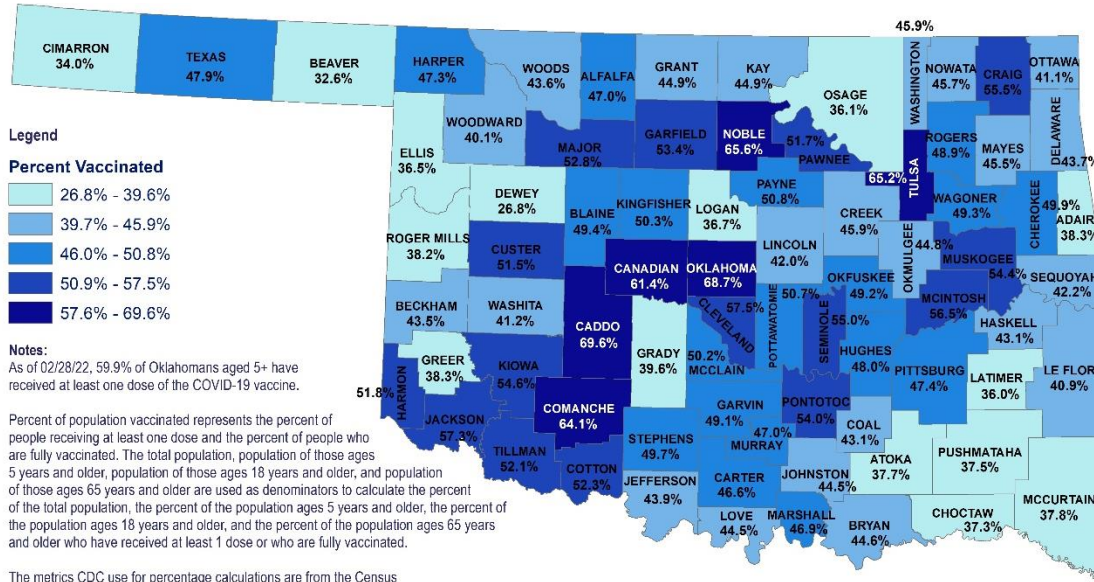 45.9%
CIMARRON
34.0%
TEXAS
47.9%
BEAVER
32.6%
HARPER
47.3%
WOODS
43.6%
ALFALFA
47.0%
GRANT
44.9%
KAY
44.9%
OSAGE
36.1%
WASHINGTON
NOWATA
45.7%
CRAIG
55.5%
OTTAWA
41.1%
Legend
Percent Vaccinated
26.8% - 39.6%
39.7% - 45.9%
46.0% - 50.8%
50.9% - 57.5%
57.6% - 69.6%
ELLIS
36.5%
WOODWARD
40.1%
MAJOR
52.8%
GARFIELD
53.4%
NOBLE
65.6%
51.7%
PAWNEE
65.2%
TULSA
ROGERS
48.9%
MAYES
45.5%
DELAWARE
43.7%
DEWEY
26.8%
BLAINE
49.4%
KINGFISHER
50.3%
LOGAN
36.7%
PAYNE
50.8%
CREEK
45.9%
WAGONER
49.3%
CHEROKEE
49.9%
ADAIR
38.3%
ROGER MILLS
38.2%
CUSTER
51.5%
CANADIAN
61.4%
OKLAHOMA
68.7%
LINCOLN
42.0%
OKMULGEE
44.8%
MUSKOGEE
54.4%
SEQUOYAH
42.2%
BECKHAM
43.5%
WASHITA
41.2%
CADDO
69.6%
GRADY
39.6%
57.5%
CLEVELAND
POTTAWATOMIE
50.7%
SEMINOLE
55.0%
OKFUSKEE
49.2%
MCINTOSH
56.5%
HASKELL
43.1%
LE FLOR
40.9%
Notes:
As of 02/28/22, 59.9% of Oklahomans aged 5+ have
received at least one dose of the COVID-19 vaccine.
GREER
38.3%
KIOWA
54.6%
50.2%
MCCLAIN
HUGHES
48.0%
PITTSBURG
47.4%
LATIMER
36.0%
51.8%
HARMON
JACKSON
57.3%
COMANCHE
64.1%
GARVIN
49.1%
PONTOTOC
54.0%
COAL
43.1%
PUSHMATAHA
37.5%
TILLMAN
52.1%
COTTON
52.3%
STEPHENS
49.7%
MURRAY
47.0%
ATOKA
37.7%
JEFFERSON
43.9%
CARTER
46.6%
JOHNSTON
44.5%
MCCURTAIN
37.8%
LOVE
44.5%
MARSHALL
46.9%
BRYAN
44.6%
CHOCTAW
37.3%
Percent of population vaccinated represents the percent of
people receiving at least one dose and the percent of people who
are fully vaccinated. The total population, population of those ages
5 years and older, population of those ages 18 years and older, and population
of those ages 65 years and older are used as denominators to calculate the percent
of the total population, the percent of the population ages 5 years and older, the percent of
the population ages 18 years and older, and the percent of the population ages 65 years
and older who have received at least 1 dose or who are fully vaccinated.
The metrics CDC use for percentage calculations are from the Census